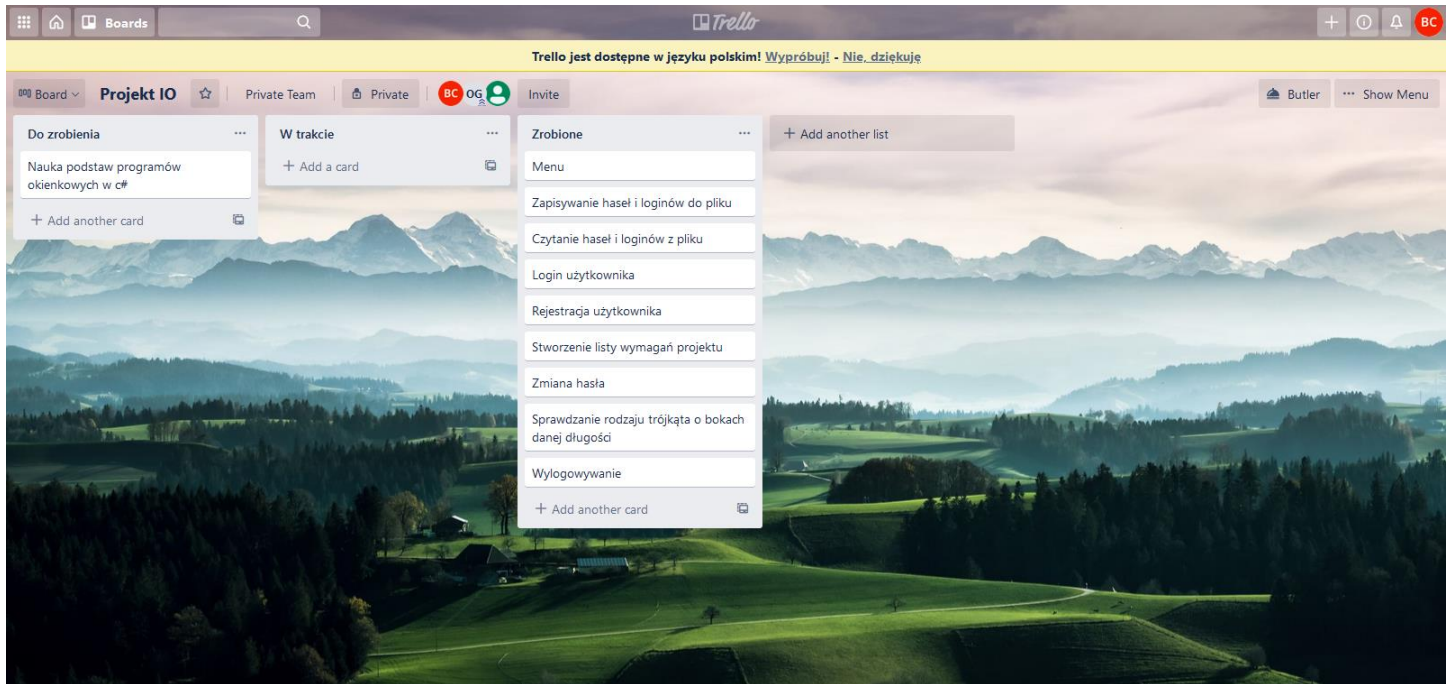 Boards
Trello
BC
Trello jest dostępne w języku polskim! Wypróbuj! - Nie, dziękuję
Board
Projekt IO
Private Team
Private
BC
OG
Invite
Butler
... Show Menu
Do zrobienia ...
Nauka podstaw programów
okienkowych w c#
+ Add another card
W trakcie ...
+ Add a card
Zrobione ...
Menu
Zapisywanie haseł i loginów do pliku
Czytanie haseł i loginów z pliku
Login użytkownika
Rejestracja użytkownika
Stworzenie listy wymagań projektu
Zmiana hasła
Sprawdzanie rodzaju trójkąta o bokach
danej długości
Wylogowywanie
+ Add another card
+ Add another list